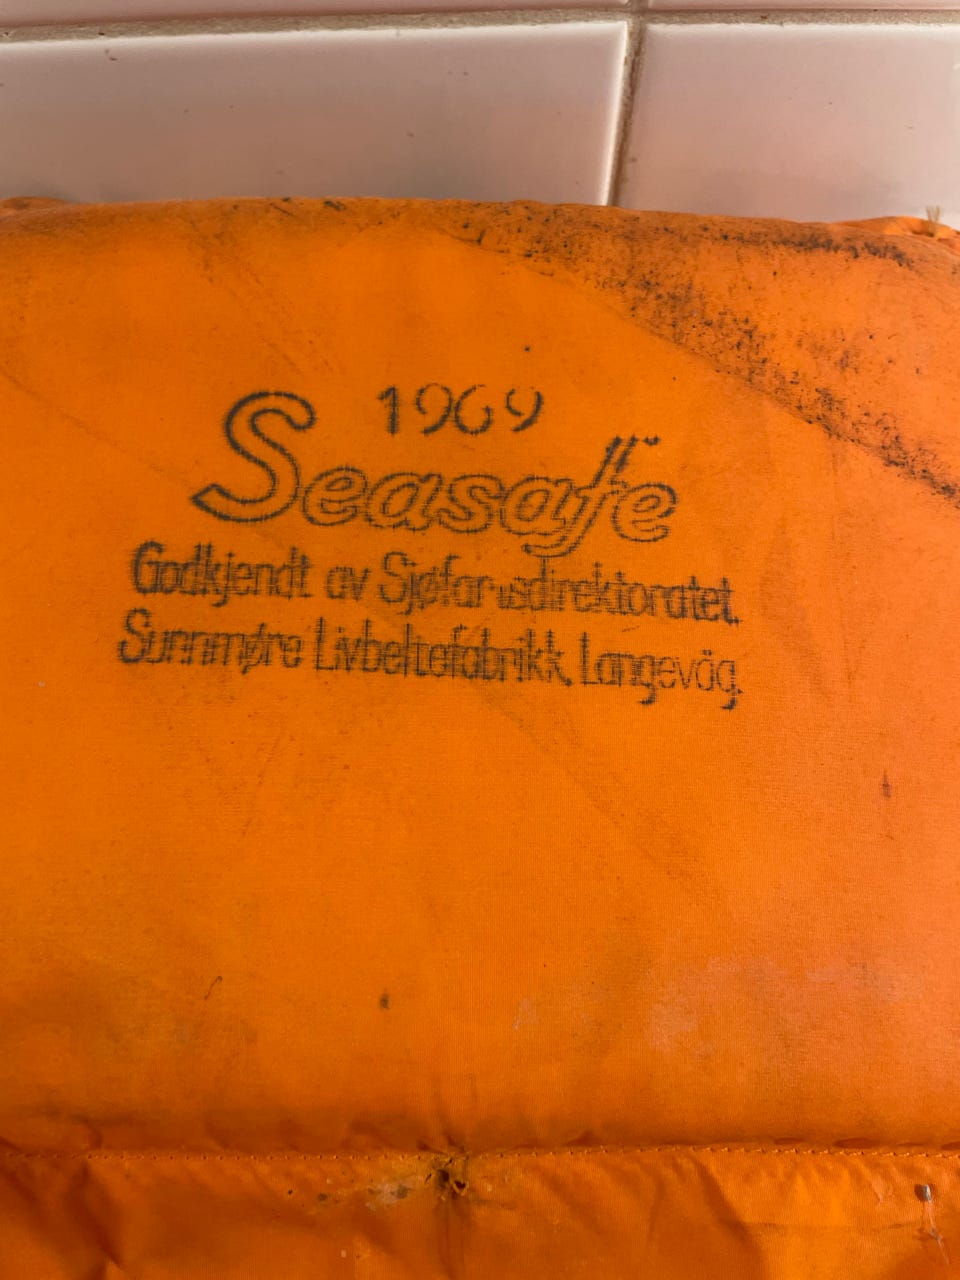 1969
"Seasafe"
Godkjendt av Sjøfartsdirektoratet.
Sunnmøre Livbeltefabrikk, Langevåg.